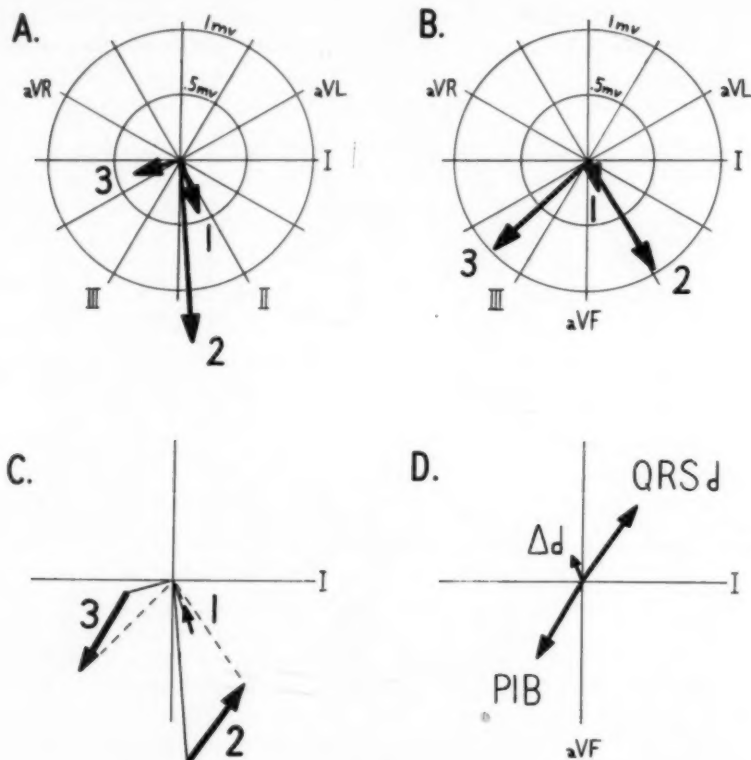 A.
1mv
.5mv
aVR
aVL
I
3
1
III
II
2
B.
1mv
.5mv
aVR
aVL
I
3
1
III
2
aVF
C.
I
3
1
2
D.
QRSd
Δd
I
PIB
aVF